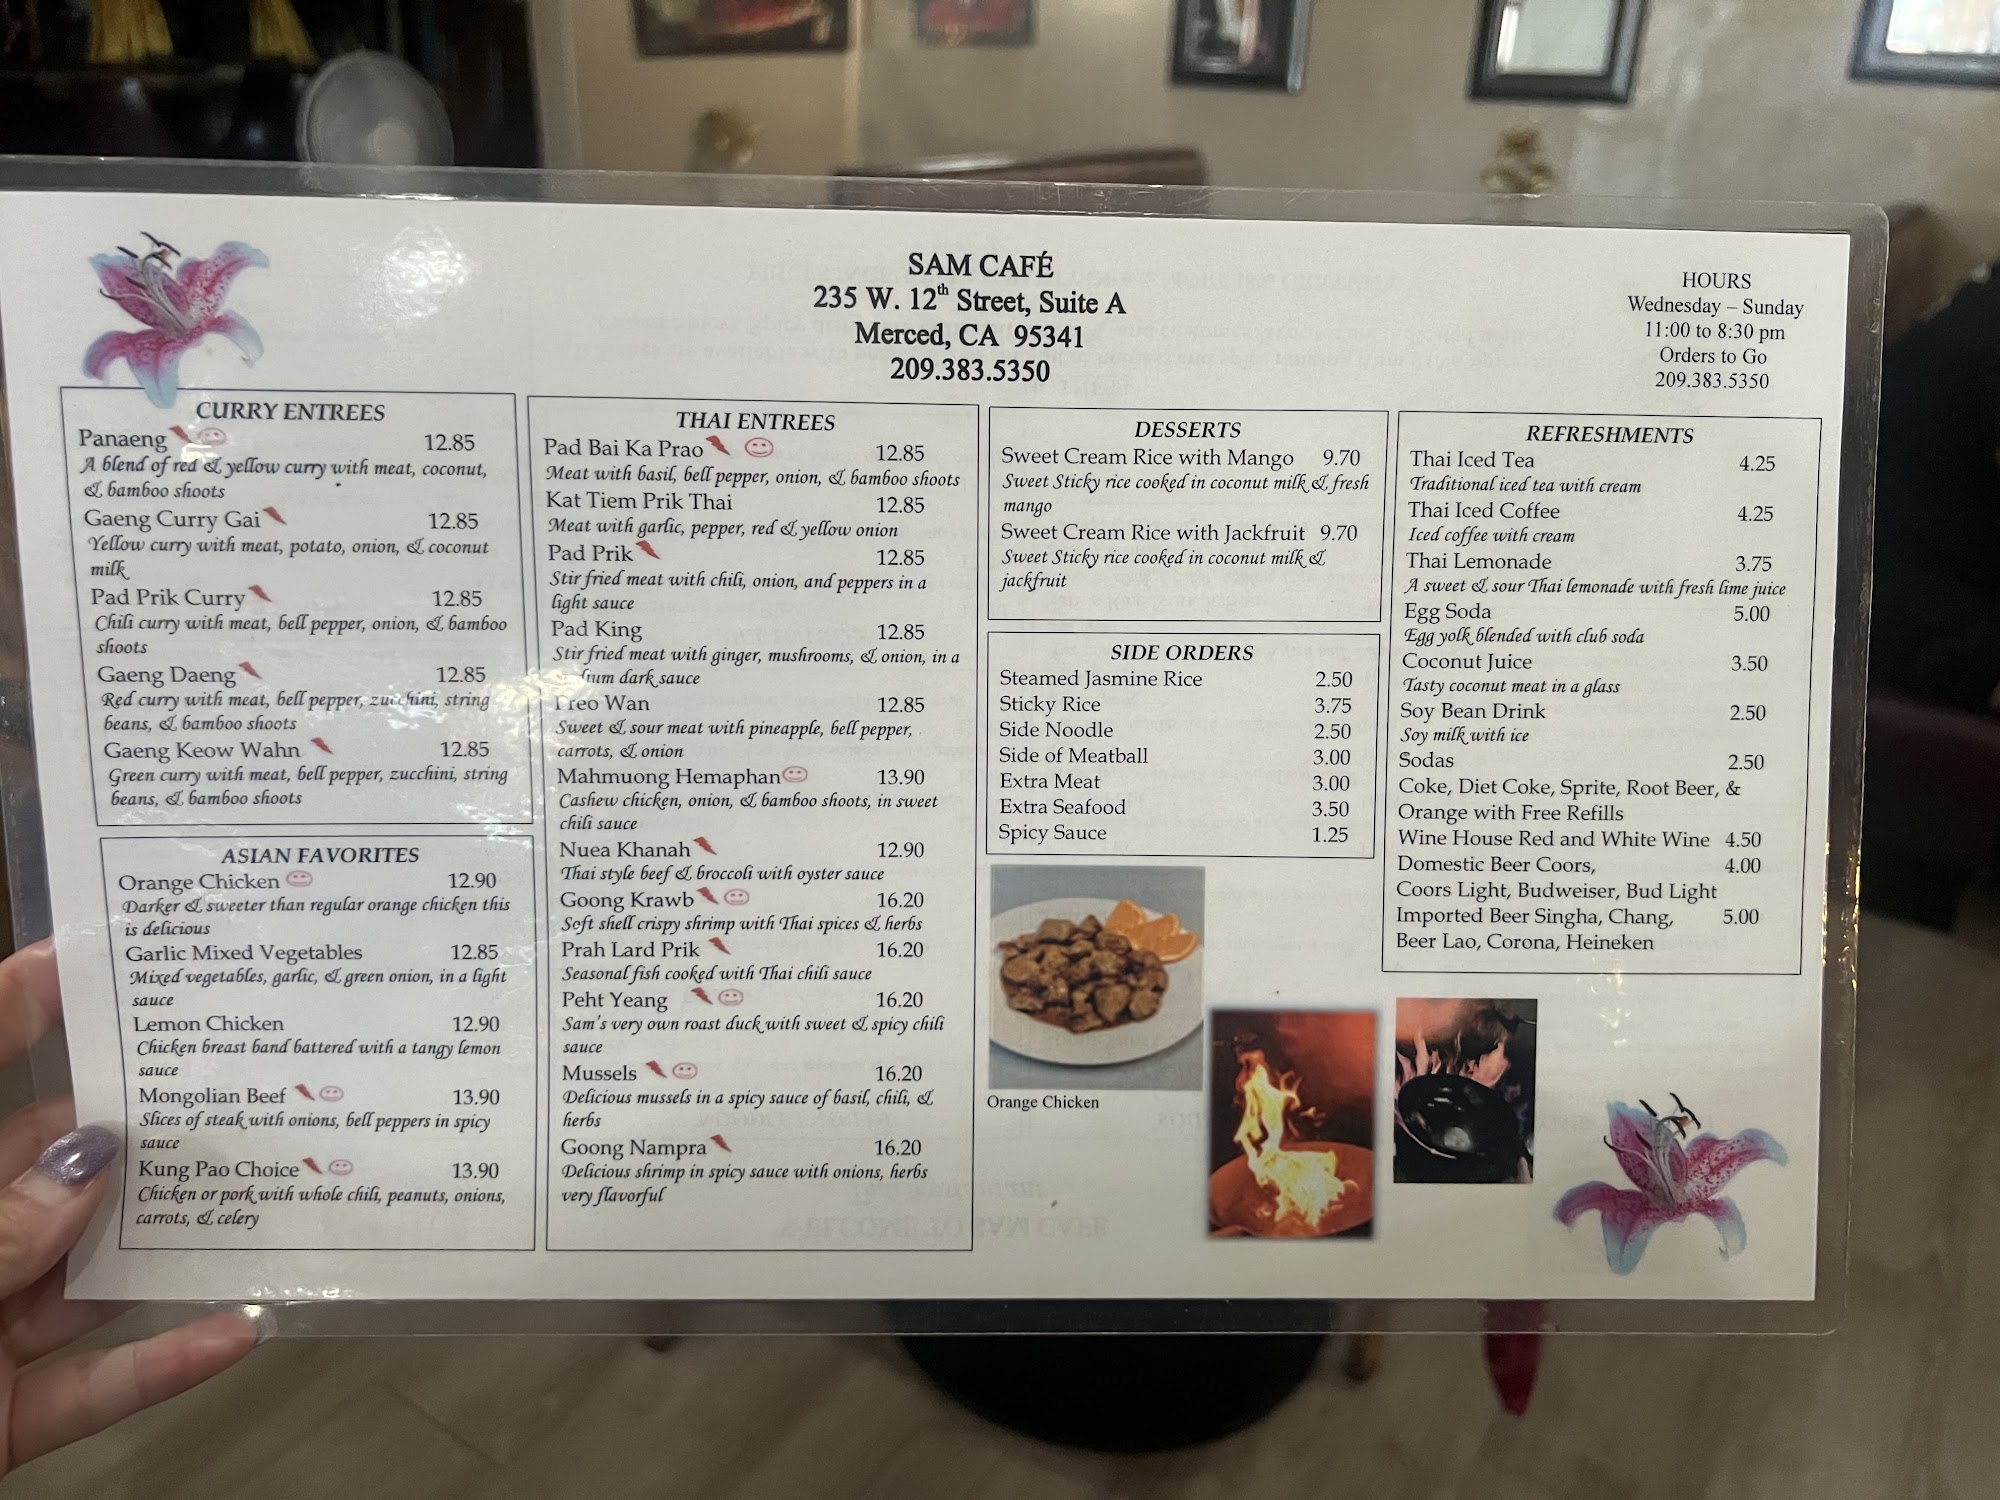 SAM CAFÉ
235 W. 12th Street, Suite A
Merced, CA 95341
209.383.5350
HOURS
Wednesday – Sunday
11:00 to 8:30 pm
Orders to Go
209.383.5350
CURRY ENTREES
Panaeng 12.85
A blend of red & yellow curry with meat, coconut,
& bamboo shoots
Gaeng Curry Gai 12.85
Yellow curry with meat, potato, onion, & coconut
milk
Pad Prik Curry 12.85
Chili curry with meat, bell pepper, onion, & bamboo
shoots
Gaeng Daeng 12.85
Red curry with meat, bell pepper, zucchini, string
beans, & bamboo shoots
Gaeng Keow Wahn 12.85
Green curry with meat, bell pepper, zucchini, string
beans, & bamboo shoots
ASIAN FAVORITES
Orange Chicken 12.90
Darker & sweeter than regular orange chicken this
is delicious
Garlic Mixed Vegetables 12.85
Mixed vegetables, garlic, & green onion, in a light
sauce
Lemon Chicken 12.90
Chicken breast band battered with a tangy lemon
sauce
Mongolian Beef 13.90
Slices of steak with onions, bell peppers in spicy
sauce
Kung Pao Choice 13.90
Chicken or pork with whole chili, peanuts, onions,
carrots, & celery
THAI ENTREES
Pad Bai Ka Prao 12.85
Meat with basil, bell pepper, onion, & bamboo shoots
Kat Tiem Prik Thai 12.85
Meat with garlic, pepper, red & yellow onion
Pad Prik 12.85
Stir fried meat with chili, onion, and peppers in a
light sauce
Pad King 12.85
Stir fried meat with ginger, mushrooms, & onion, in a
dark sauce
Wan 12.85
Sweet & sour meat with pineapple, bell pepper,
carrots, & onion
Mahmuong Hemaphan 13.90
Cashew chicken, onion, & bamboo shoots, in sweet
chili sauce
Nuea Khanah 12.90
Thai style beef & broccoli with oyster sauce
Goong Krawb 16.20
Soft shell crispy shrimp with Thai spices & herbs
Prah Lard Prik 16.20
Seasonal fish cooked with Thai chili sauce
Peht Yeang 16.20
Sam's very own roast duck with sweet & spicy chili
sauce
Mussels 16.20
Delicious mussels in a spicy sauce of basil, chili, &
herbs
Goong Nampra 16.20
Delicious shrimp in spicy sauce with onions, herbs
very flavorful
DESSERTS
Sweet Cream Rice with Mango 9.70
Sweet Sticky rice cooked in coconut milk & fresh
mango
Sweet Cream Rice with Jackfruit 9.70
Sweet Sticky rice cooked in coconut milk &
jackfruit
SIDE ORDERS
Steamed Jasmine Rice 2.50
Sticky Rice 3.75
Side Noodle 2.50
Side of Meatball 3.00
Extra Meat 3.00
Extra Seafood 3.50
Spicy Sauce 1.25
Orange Chicken
REFRESHMENTS
Thai Iced Tea 4.25
Traditional iced tea with cream
Thai Iced Coffee 4.25
Iced coffee with cream
Thai Lemonade 3.75
A sweet & sour Thai lemonade with fresh lime juice
Egg Soda 5.00
Egg yolk blended with club soda
Coconut Juice 3.50
Tasty coconut meat in a glass
Soy Bean Drink 2.50
Soy milk with ice
Sodas 2.50
Coke, Diet Coke, Sprite, Root Beer, &
Orange with Free Refills
Wine House Red and White Wine 4.50
Domestic Beer Coors, 4.00
Coors Light, Budweiser, Bud Light
Imported Beer Singha, Chang, 5.00
Beer Lao, Corona, Heineken